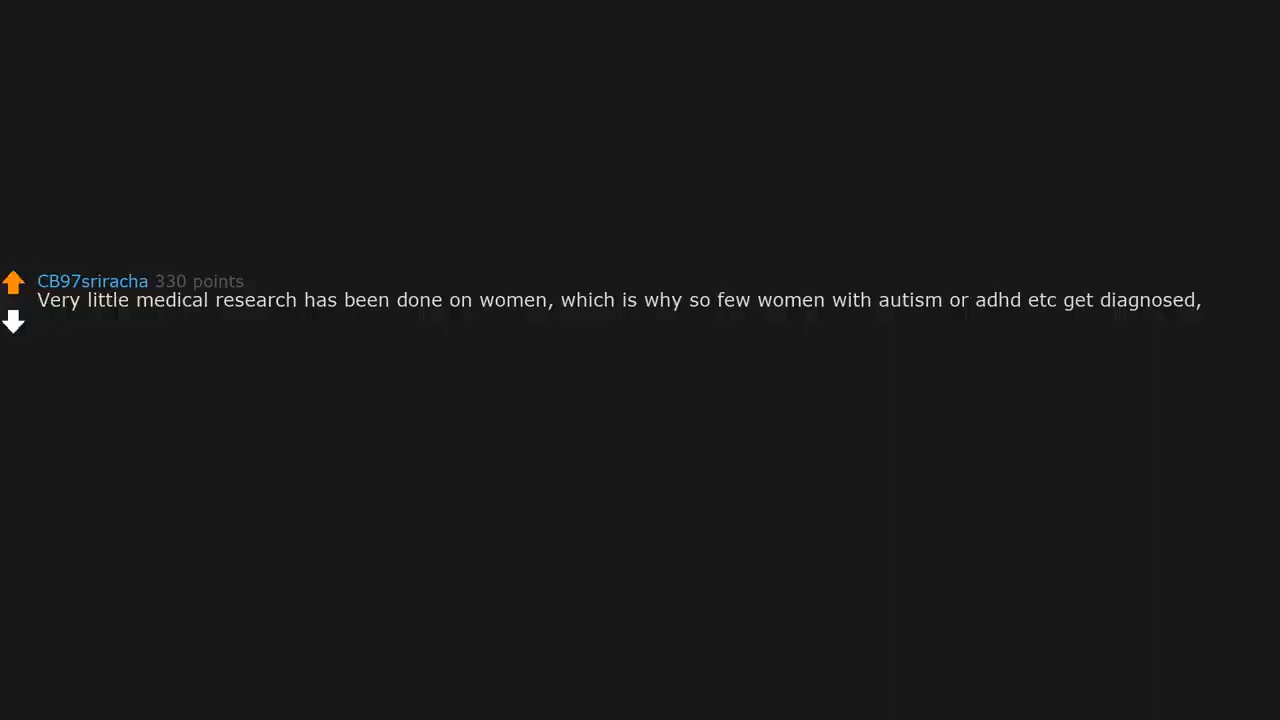 CB97sriracha 330 points
Very little medical research has been done on women, which is why so few women with autism or adhd etc get diagnosed,